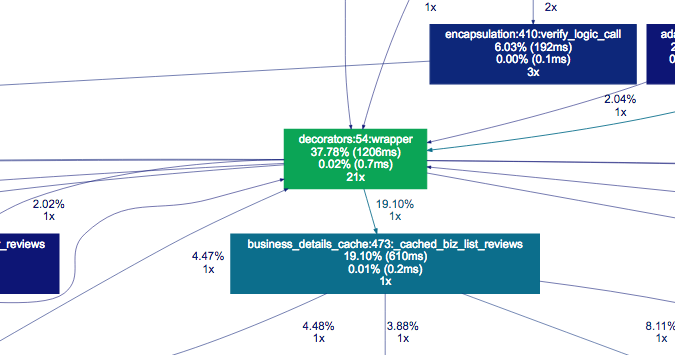 1x
2x
encapsulation:410:verify_logic_call
6.03% (192ms)
0.00% (0.1ms)
3x
2.04%
1x
decorators:54:wrapper
37.78% (1206ms)
0.02% (0.7ms)
21x
2.02%
1x
19.10%
1x
_reviews
4.47%
1x
business_details_cache:473:_cached_biz_list_reviews
19.10% (610ms)
0.01% (0.2ms)
1x
4.48%
1x
3.88%
1x
8.11%
1x